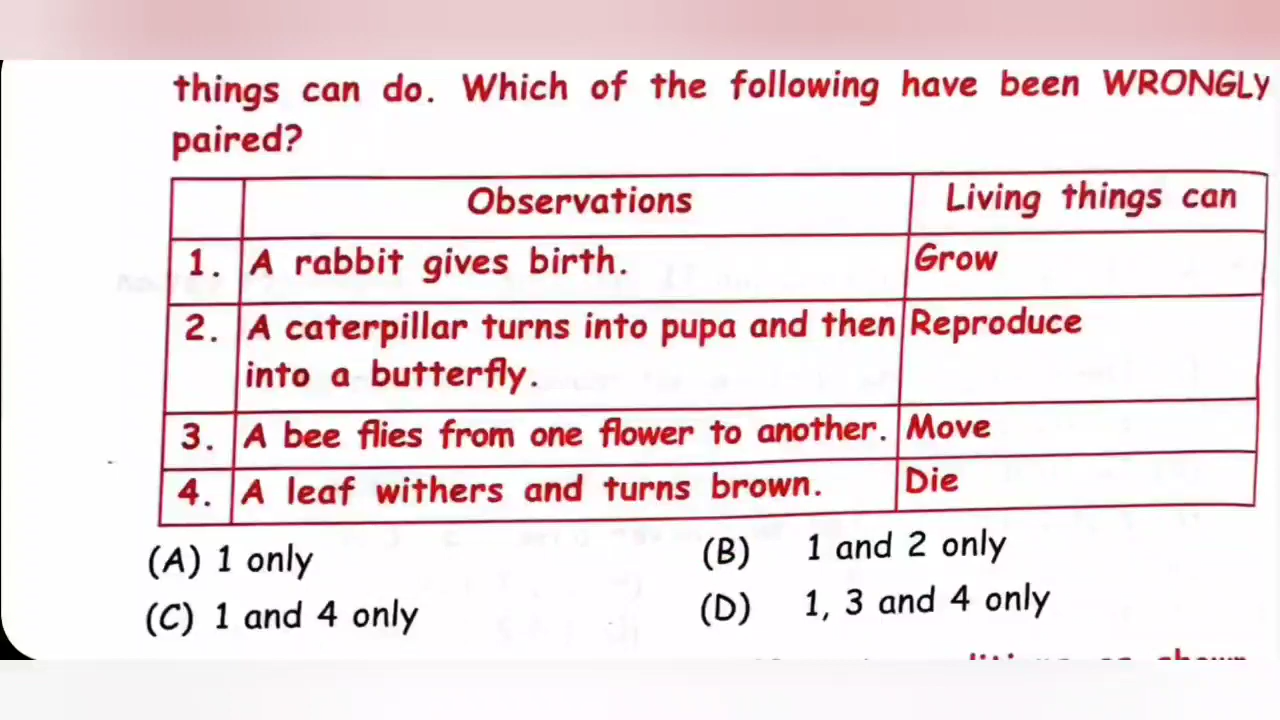 things can do. Which of the following have been WRONGLY
paired?
Observations Living things can
1. A rabbit gives birth. Grow
2. A caterpillar turns into pupa and then Reproduce
into a butterfly.
3. A bee flies from one flower to another. Move
4. A leaf withers and turns brown. Die
(A) 1 only (B) 1 and 2 only
(C) 1 and 4 only (D) 1, 3 and 4 only